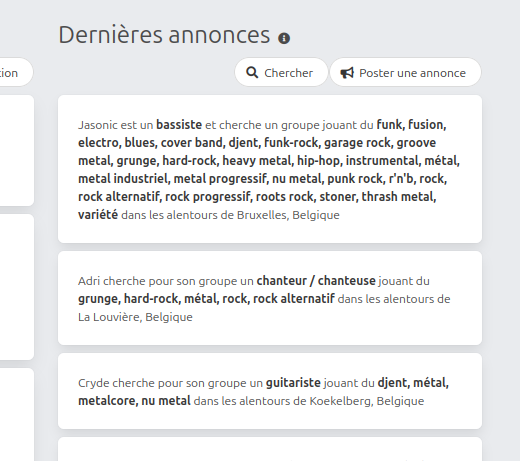 Dernières annonces
ion
Chercher
Poster une annonce
Jasonic est un bassiste et cherche un groupe jouant du funk, fusion,
electro, blues, cover band, djent, funk-rock, garage rock, groove
metal, grunge, hard-rock, heavy metal, hip-hop, instrumental, métal,
metal industriel, metal progressif, nu metal, punk rock, r'n'b, rock,
rock alternatif, rock progressif, roots rock, stoner, thrash metal,
variété dans les alentours de Bruxelles, Belgique
Adri cherche pour son groupe un chanteur / chanteuse jouant du
grunge, hard-rock, métal, rock, rock alternatif dans les alentours de
La Louvière, Belgique
Cryde cherche pour son groupe un guitariste jouant du djent, métal,
metalcore, nu metal dans les alentours de Koekelberg, Belgique